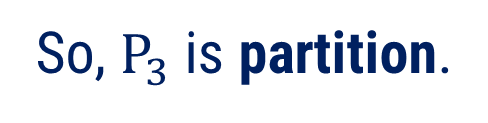 So, P₃ is partition.